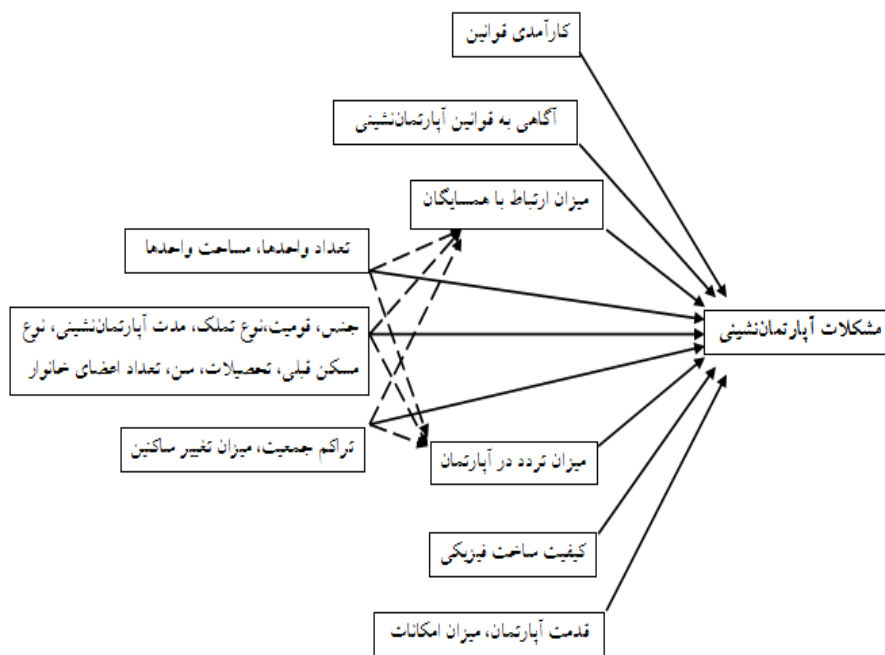 کارآمدی قوانین
آگاهی به قوانین آپارتمان‌نشینی
میزان ارتباط با همسایگان
تعداد واحدها، مساحت واحدها
مشکلات آپارتمان‌نشینی
جنس، قومیت،نوع تملک، مدت آپارتمان‌نشینی، نوع
مسکن قبلی، تحصیلات، سن، تعداد اعضای خانوار
تراکم جمعیت، میزان تغییر ساکنین
میزان تردد در آپارتمان
کیفیت ساخت فیزیکی
قدمت آپارتمان، میزان امکانات